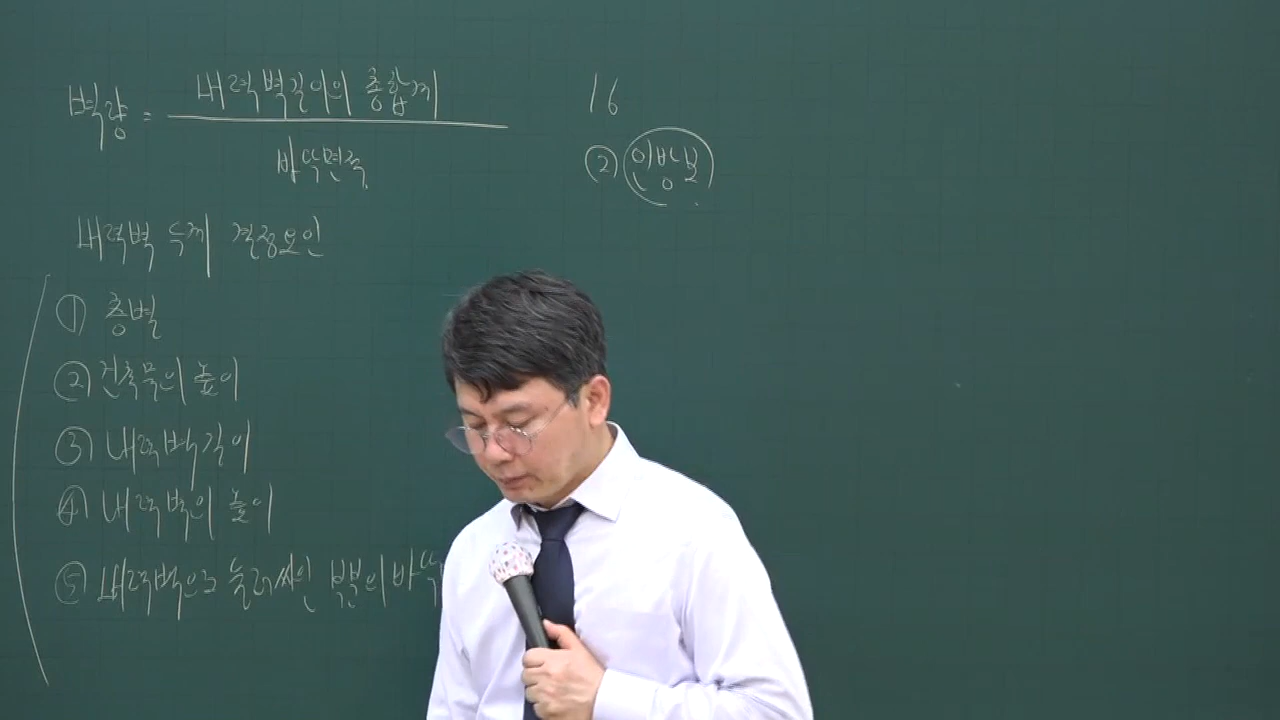 벽량 = 내력벽길이의 총합계
바닥면적
내력벽 두께 결정요인
① 층별
② 건축물의 높이
③ 내력벽길이
④ 내력벽의 높이
⑤ 내력벽으로 둘러싸인 부분의 바닥
16
② 인방보